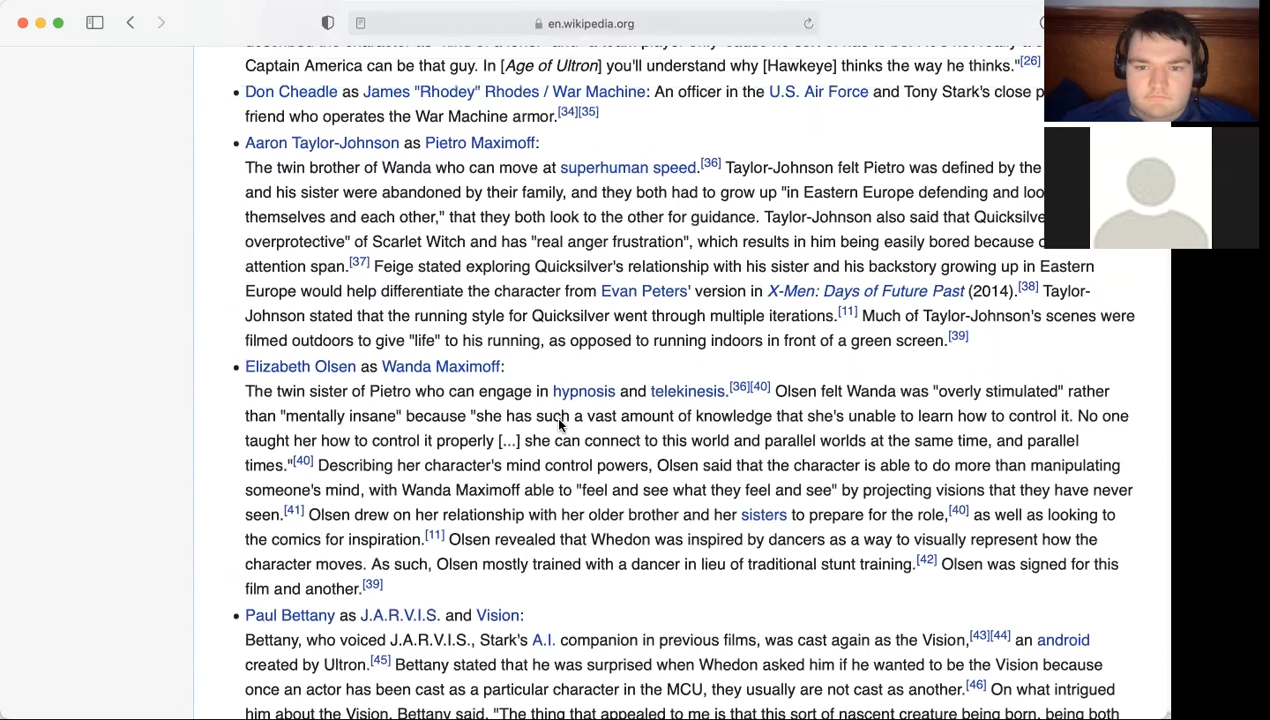 en.wikipedia.org
Captain America can be that guy. In [Age of Ultron] you'll understand why [Hawkeye] thinks the way he thinks."[26]
Don Cheadle as James "Rhodey" Rhodes / War Machine: An officer in the U.S. Air Force and Tony Stark's close
friend who operates the War Machine armor.[34][35]
Aaron Taylor-Johnson as Pietro Maximoff:
The twin brother of Wanda who can move at superhuman speed.[36] Taylor-Johnson felt Pietro was defined by the
and his sister were abandoned by their family, and they both had to grow up "in Eastern Europe defending and
themselves and each other," that they both look to the other for guidance. Taylor-Johnson also said that
overprotective" of Scarlet Witch and has "real anger frustration", which results in him being easily bored because
attention span.[37] Feige stated exploring Quicksilver's relationship with his sister and his backstory growing up in Eastern
Europe would help differentiate the character from Evan Peters' version in X-Men: Days of Future Past (2014).[38] Taylor-
Johnson stated that the running style for Quicksilver went through multiple iterations.[11] Much of Taylor-Johnson's scenes were
filmed outdoors to give "life" to his running, as opposed to running indoors in front of a green screen.[39]
Elizabeth Olsen as Wanda Maximoff:
The twin sister of Pietro who can engage in hypnosis and telekinesis.[36][40] Olsen felt Wanda was "overly stimulated" rather
than "mentally insane" because "she has such a vast amount of knowledge that she's unable to learn how to control it. No one
taught her how to control it properly [...] she can connect to this world and parallel worlds at the same time, and parallel
times."[40] Describing her character's mind control powers, Olsen said that the character is able to do more than manipulating
someone's mind, with Wanda Maximoff able to "feel and see what they feel and see" by projecting visions that they have never
seen.[41] Olsen drew on her relationship with her older brother and her sisters to prepare for the role,[40] as well as looking to
the comics for inspiration.[11] Olsen revealed that Whedon was inspired by dancers as a way to visually represent how the
character moves. As such, Olsen mostly trained with a dancer in lieu of traditional stunt training.[42] Olsen was signed for this
film and another.[39]
Paul Bettany as J.A.R.V.I.S. and Vision:
Bettany, who voiced J.A.R.V.I.S., Stark's A.I. companion in previous films, was cast again as the Vision,[43][44] an android
created by Ultron.[45] Bettany stated that he was surprised when Whedon asked him if he wanted to be the Vision because
once an actor has been cast as a particular character in the MCU, they usually are not cast as another.[46] On what intrigued
him about the Vision, Bettany said, "The thing that appealed to me is that this sort of nascent creature being born, being both